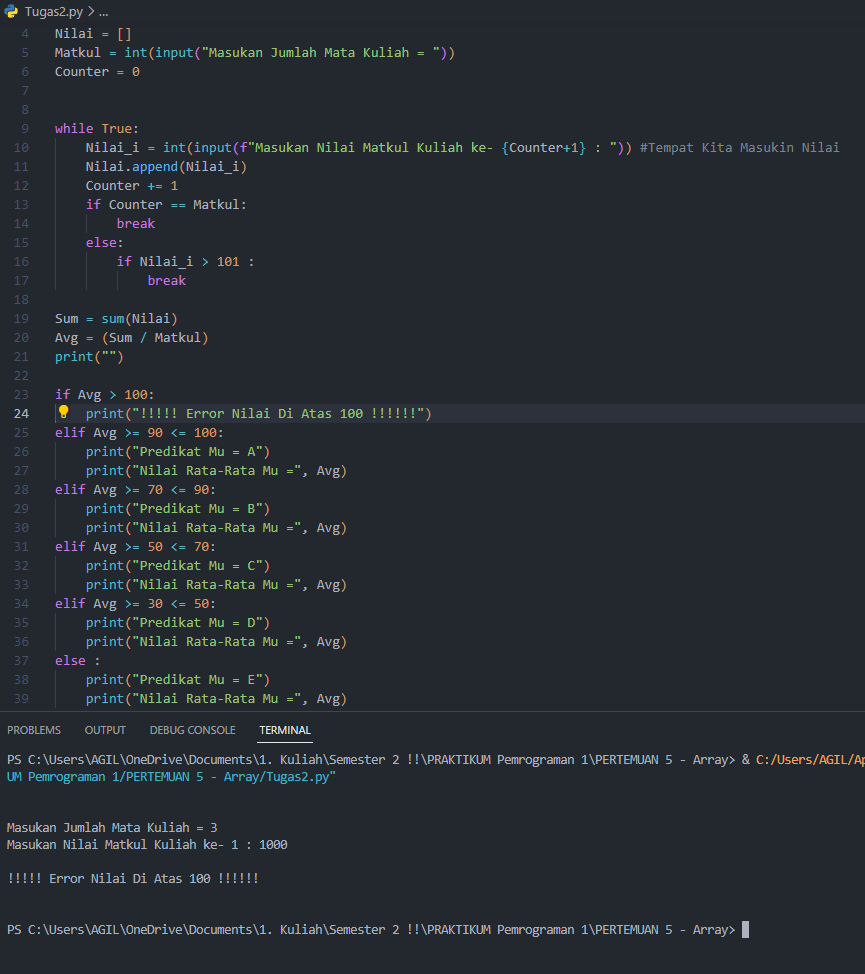 Tugas2.py > ...
4 Nilai = []
5 Matkul = int(input("Masukan Jumlah Mata Kuliah = "))
6 Counter = 0
7
8
9 while True:
10 Nilai_i = int(input(f"Masukan Nilai Matkul Kuliah ke- {Counter+1} : ")) #Tempat Kita Masukin Nilai
11 Nilai.append(Nilai_i)
12 Counter += 1
13 if Counter == Matkul:
14 break
15 else:
16 if Nilai_i > 101 :
17 break
18
19 Sum = sum(Nilai)
20 Avg = (Sum / Matkul)
21 print("")
22
23 if Avg > 100:
24 print("!!!!! Error Nilai Di Atas 100 !!!!!!")
25 elif Avg >= 90 <= 100:
26 print("Predikat Mu = A")
27 print("Nilai Rata-Rata Mu =", Avg)
28 elif Avg >= 70 <= 90:
29 print("Predikat Mu = B")
30 print("Nilai Rata-Rata Mu =", Avg)
31 elif Avg >= 50 <= 70:
32 print("Predikat Mu = C")
33 print("Nilai Rata-Rata Mu =", Avg)
34 elif Avg >= 30 <= 50:
35 print("Predikat Mu = D")
36 print("Nilai Rata-Rata Mu =", Avg)
37 else :
38 print("Predikat Mu = E")
39 print("Nilai Rata-Rata Mu =", Avg)
PROBLEMS OUTPUT DEBUG CONSOLE TERMINAL
PS C:\Users\AGIL\OneDrive\Documents\1. Kuliah\Semester 2 !!\PRAKTIKUM Pemrograman 1\PERTEMUAN 5 - Array> & C:/Users/AGIL/Ap
UM Pemrograman 1/PERTEMUAN 5 - Array/Tugas2.py"
Masukan Jumlah Mata Kuliah = 3
Masukan Nilai Matkul Kuliah ke- 1 : 1000
!!!!! Error Nilai Di Atas 100 !!!!!!
PS C:\Users\AGIL\OneDrive\Documents\1. Kuliah\Semester 2 !!\PRAKTIKUM Pemrograman 1\PERTEMUAN 5 - Array>